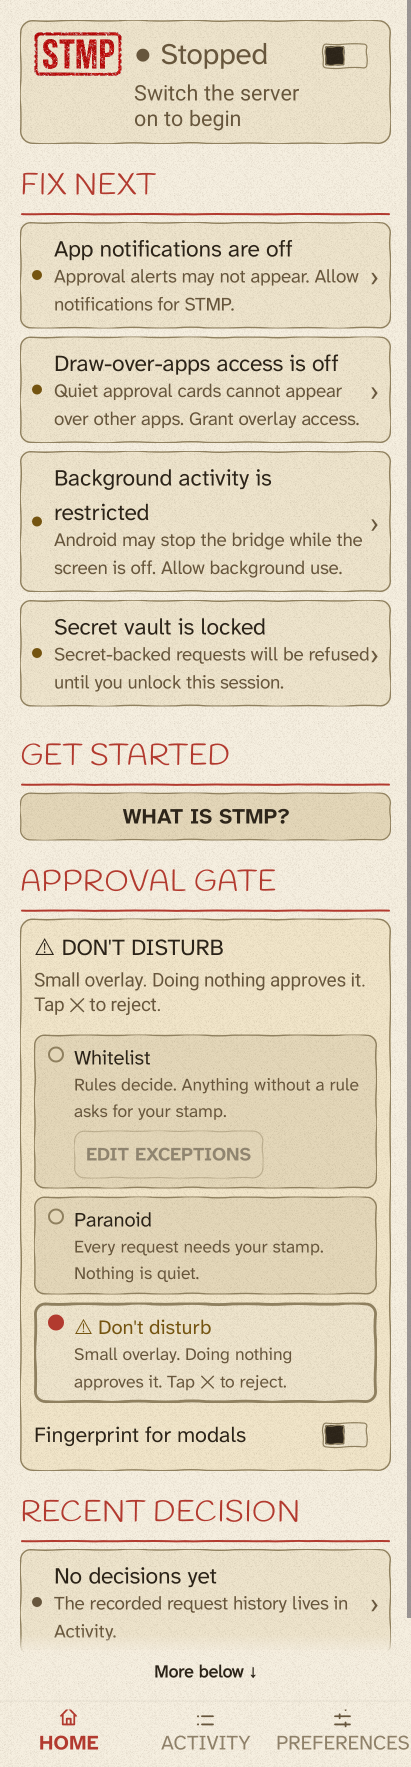 STMP
● Stopped
Switch the server
on to begin
FIX NEXT
App notifications are off
Approval alerts may not appear. Allow
notifications for STMP.
Draw-over-apps access is off
Quiet approval cards cannot appear
over other apps. Grant overlay access.
Background activity is
restricted
Android may stop the bridge while the
screen is off. Allow background use.
Secret vault is locked
Secret-backed requests will be refused
until you unlock this session.
GET STARTED
WHAT IS STMP?
APPROVAL GATE
⚠ DON'T DISTURB
Small overlay. Doing nothing approves it.
Tap ✕ to reject.
Whitelist
Rules decide. Anything without a rule
asks for your stamp.
EDIT EXCEPTIONS
Paranoid
Every request needs your stamp.
Nothing is quiet.
⚠ Don't disturb
Small overlay. Doing nothing
approves it. Tap ✕ to reject.
Fingerprint for modals
RECENT DECISION
No decisions yet
The recorded request history lives in
Activity.
More below ↓
HOME
ACTIVITY
PREFERENCES